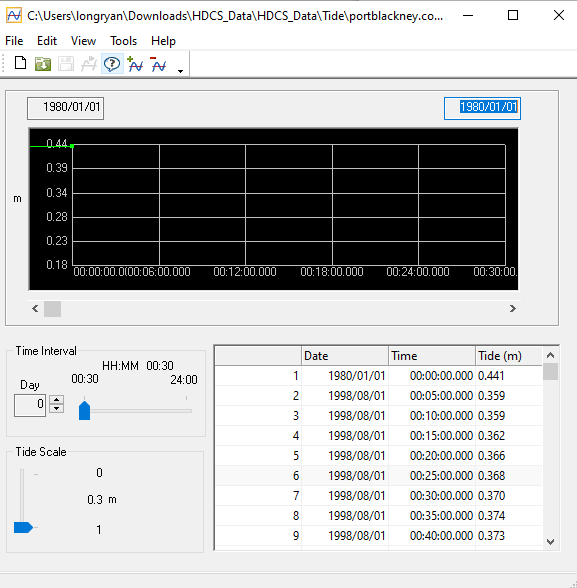 C:\Users\longryan\Downloads\HDCS_Data\HDCS_Data\Tide\portblackney.co...
File Edit View Tools Help
1980/01/01 1980/01/01
0.44
0.39
m 0.34
0.28
0.23
0.18
00:00:00.0(00:06:00.000 00:12:00.000 00:18:00.000 00:24:00.000 00:30:00.
Time Interval
HH:MM 00:30
Day 00:30 24:00
0
Tide Scale
0
0.3 m
1
Date Time Tide (m)
1 1980/01/01 00:00:00.000 0.441
2 1998/08/01 00:05:00.000 0.359
3 1998/08/01 00:10:00.000 0.359
4 1998/08/01 00:15:00.000 0.362
5 1998/08/01 00:20:00.000 0.366
6 1998/08/01 00:25:00.000 0.368
7 1998/08/01 00:30:00.000 0.370
8 1998/08/01 00:35:00.000 0.374
9 1998/08/01 00:40:00.000 0.373